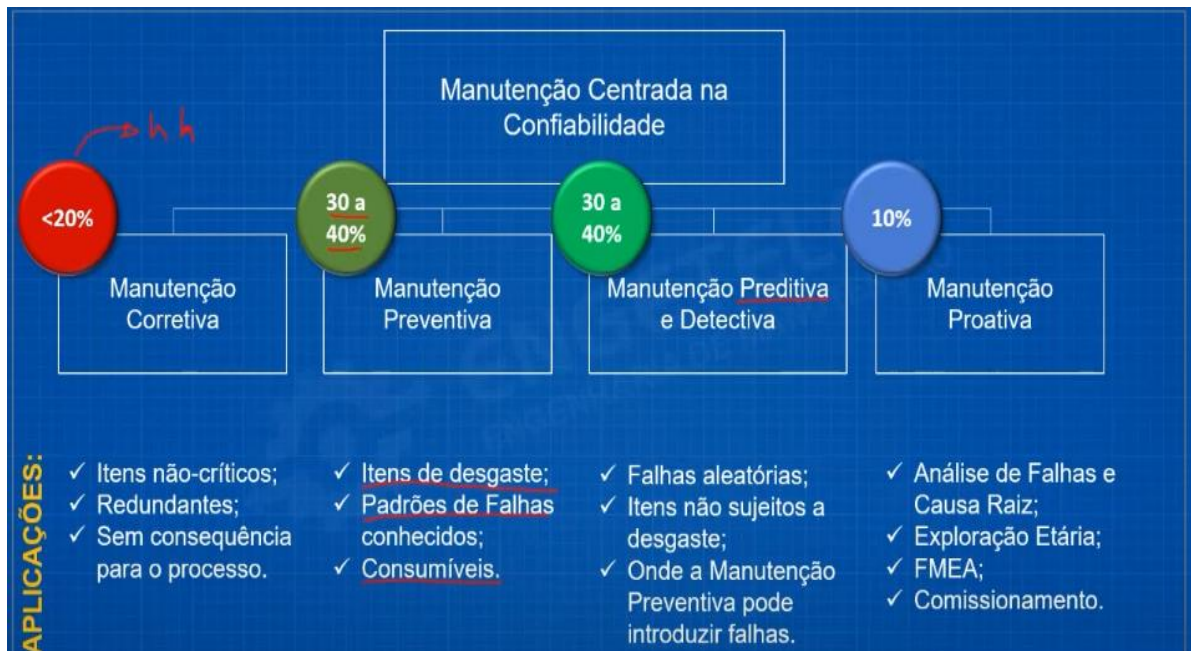 Manutenção Centrada na
Confiabilidade
h h
<20%
30 a
40%
30 a
40%
10%
Manutenção
Corretiva
Manutenção
Preventiva
Manutenção Preditiva
e Detectiva
Manutenção
Proativa
APLICAÇÕES:
✓ Itens não-críticos;
✓ Redundantes;
✓ Sem consequência
para o processo.
✓ Itens de desgaste;
✓ Padrões de Falhas
conhecidos;
✓ Consumíveis.
✓ Falhas aleatórias;
✓ Itens não sujeitos a
desgaste;
✓ Onde a Manutenção
Preventiva pode
introduzir falhas.
✓ Análise de Falhas e
Causa Raiz;
✓ Exploração Etária;
✓ FMEA;
✓ Comissionamento.